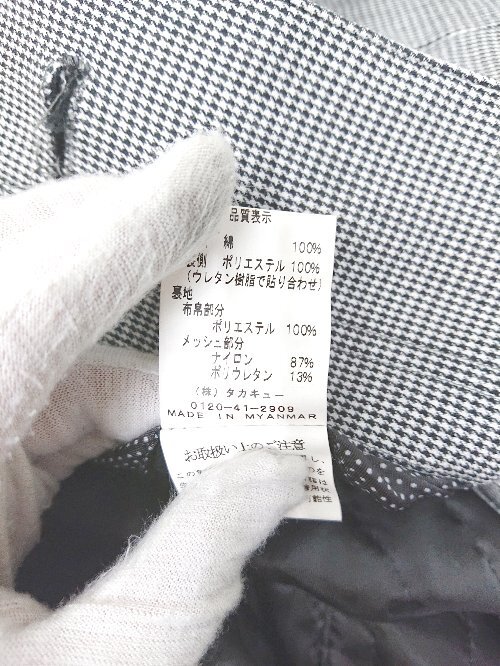 品質表示
綿 100%
裏側 ポリエステル 100%
(ウレタン樹脂で貼り合わせ)
裏地
布帛部分
ポリエステル 100%
メッシュ部分
ナイロン 87%
ポリウレタン 13%
(株) タカキュー
0120-41-2909
MADE IN MYANMAR
お取扱い上のご注意